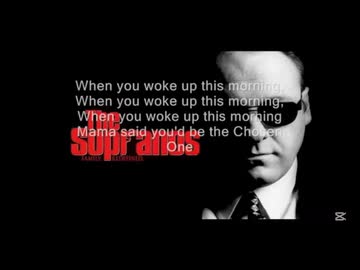 When you woke up this morning,
When you woke up this morning,
When you woke up this morning
Mama said you'd be the Chosen
One
The
Sopranos